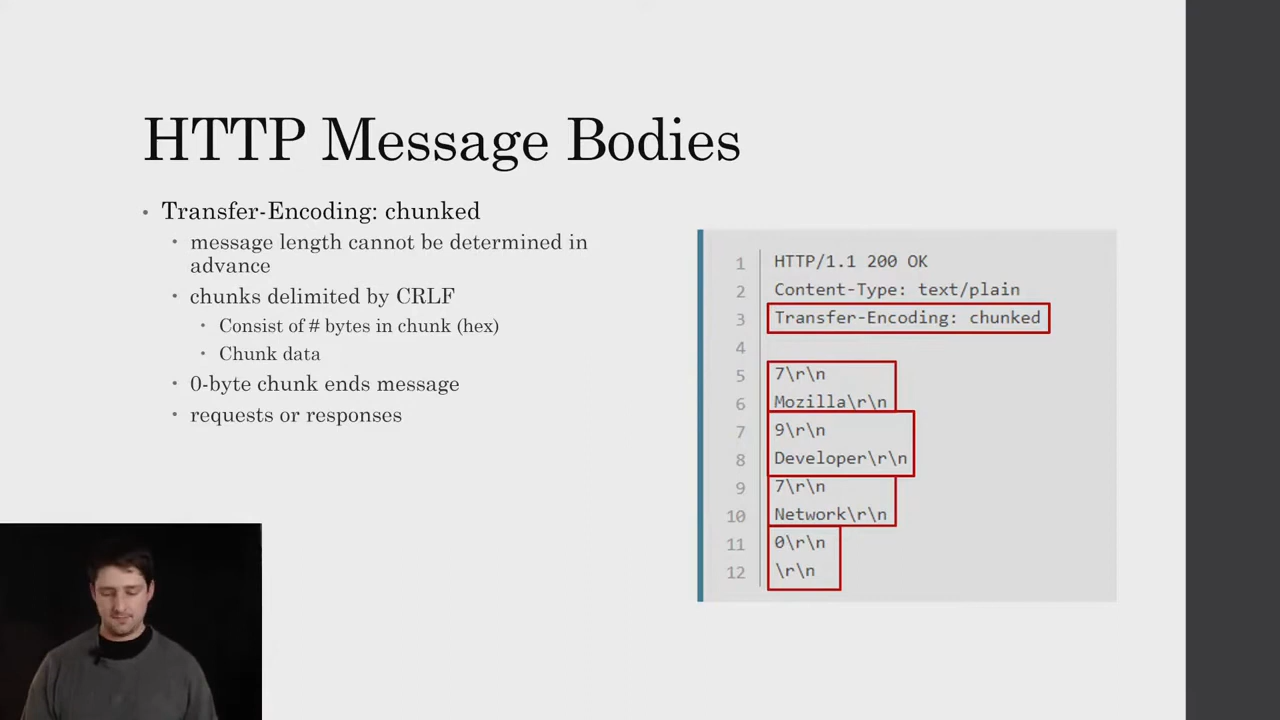 HTTP Message Bodies
• Transfer-Encoding: chunked
• message length cannot be determined in
advance
• chunks delimited by CRLF
• Consist of # bytes in chunk (hex)
• Chunk data
• 0-byte chunk ends message
• requests or responses
1 HTTP/1.1 200 OK
2 Content-Type: text/plain
3 Transfer-Encoding: chunked
4
5 7\r\n
6 Mozilla\r\n
7 9\r\n
8 Developer\r\n
9 7\r\n
10 Network\r\n
11 0\r\n
12 \r\n